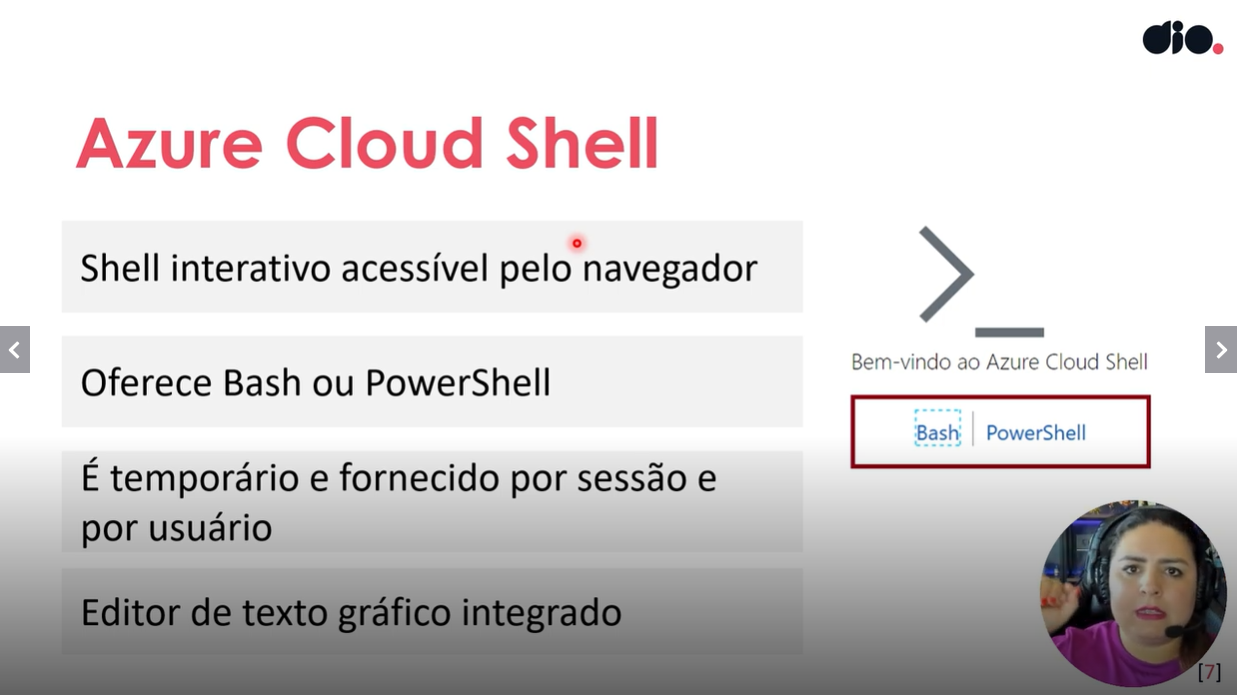 dio.
Azure Cloud Shell
Shell interativo acessível pelo navegador
Oferece Bash ou PowerShell
É temporário e fornecido por sessão e
por usuário
Editor de texto gráfico integrado
Bem-vindo ao Azure Cloud Shell
Bash | PowerShell
[7]